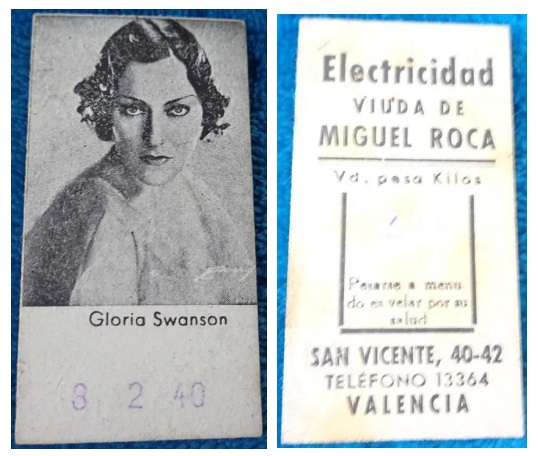 Gloria Swanson
8 2 40
Electricidad
VIUDA DE
MIGUEL ROCA
Vd. pesa Kilos
Pesarse a menu
do es velar por su
salud
SAN VICENTE, 40-42
TELÉFONO 13364
VALENCIA